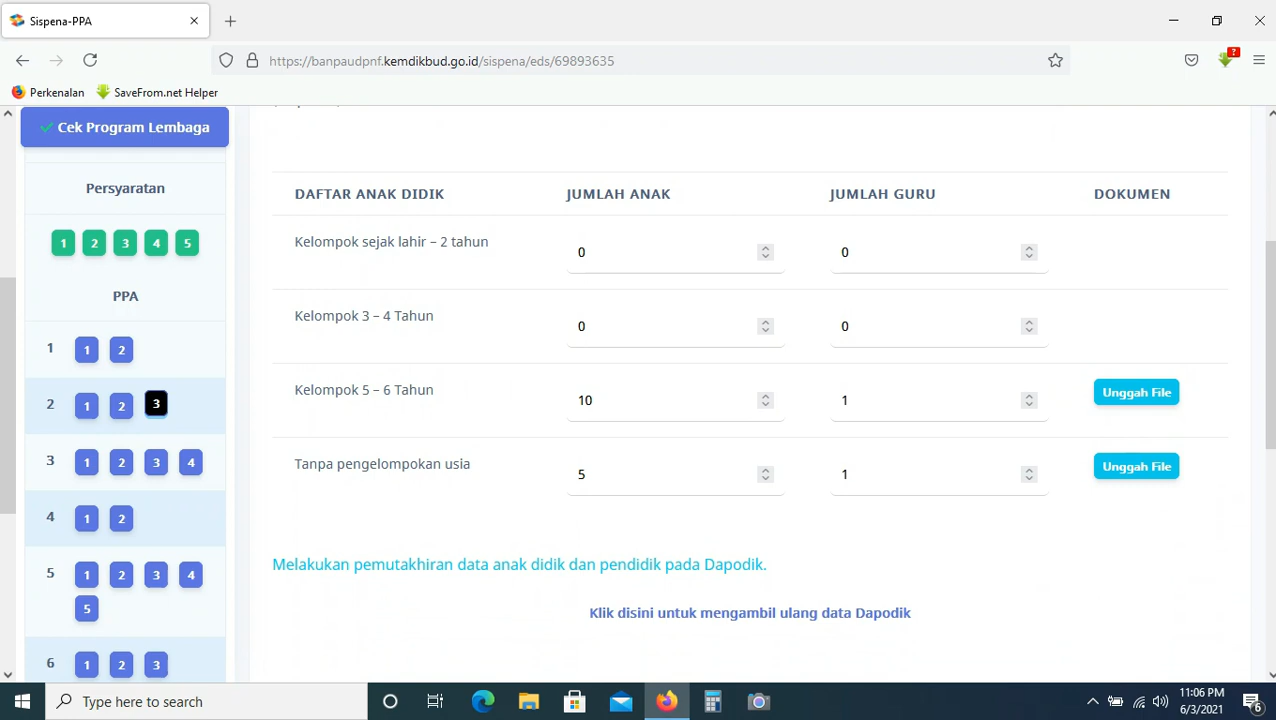 Sispena-PPA
https://banpaudpnf.kemdikbud.go.id/sispena/eds/69893635
?
Perkenalan SaveFrom.net Helper
Cek Program Lembaga
Persyaratan
1 2 3 4 5
PPA
1 1 2
2 1 2 3
3 1 2 3 4
4 1 2
5 1 2 3 4
5
6 1 2 3
DAFTAR ANAK DIDIK JUMLAH ANAK JUMLAH GURU DOKUMEN
Kelompok sejak lahir – 2 tahun 0 0
Kelompok 3 – 4 Tahun 0 0
Kelompok 5 – 6 Tahun 10 1 Unggah File
Tanpa pengelompokan usia 5 1 Unggah File
Melakukan pemutakhiran data anak didik dan pendidik pada Dapodik.
Klik disini untuk mengambil ulang data Dapodik
Type here to search
11:06 PM
6/3/2021
6